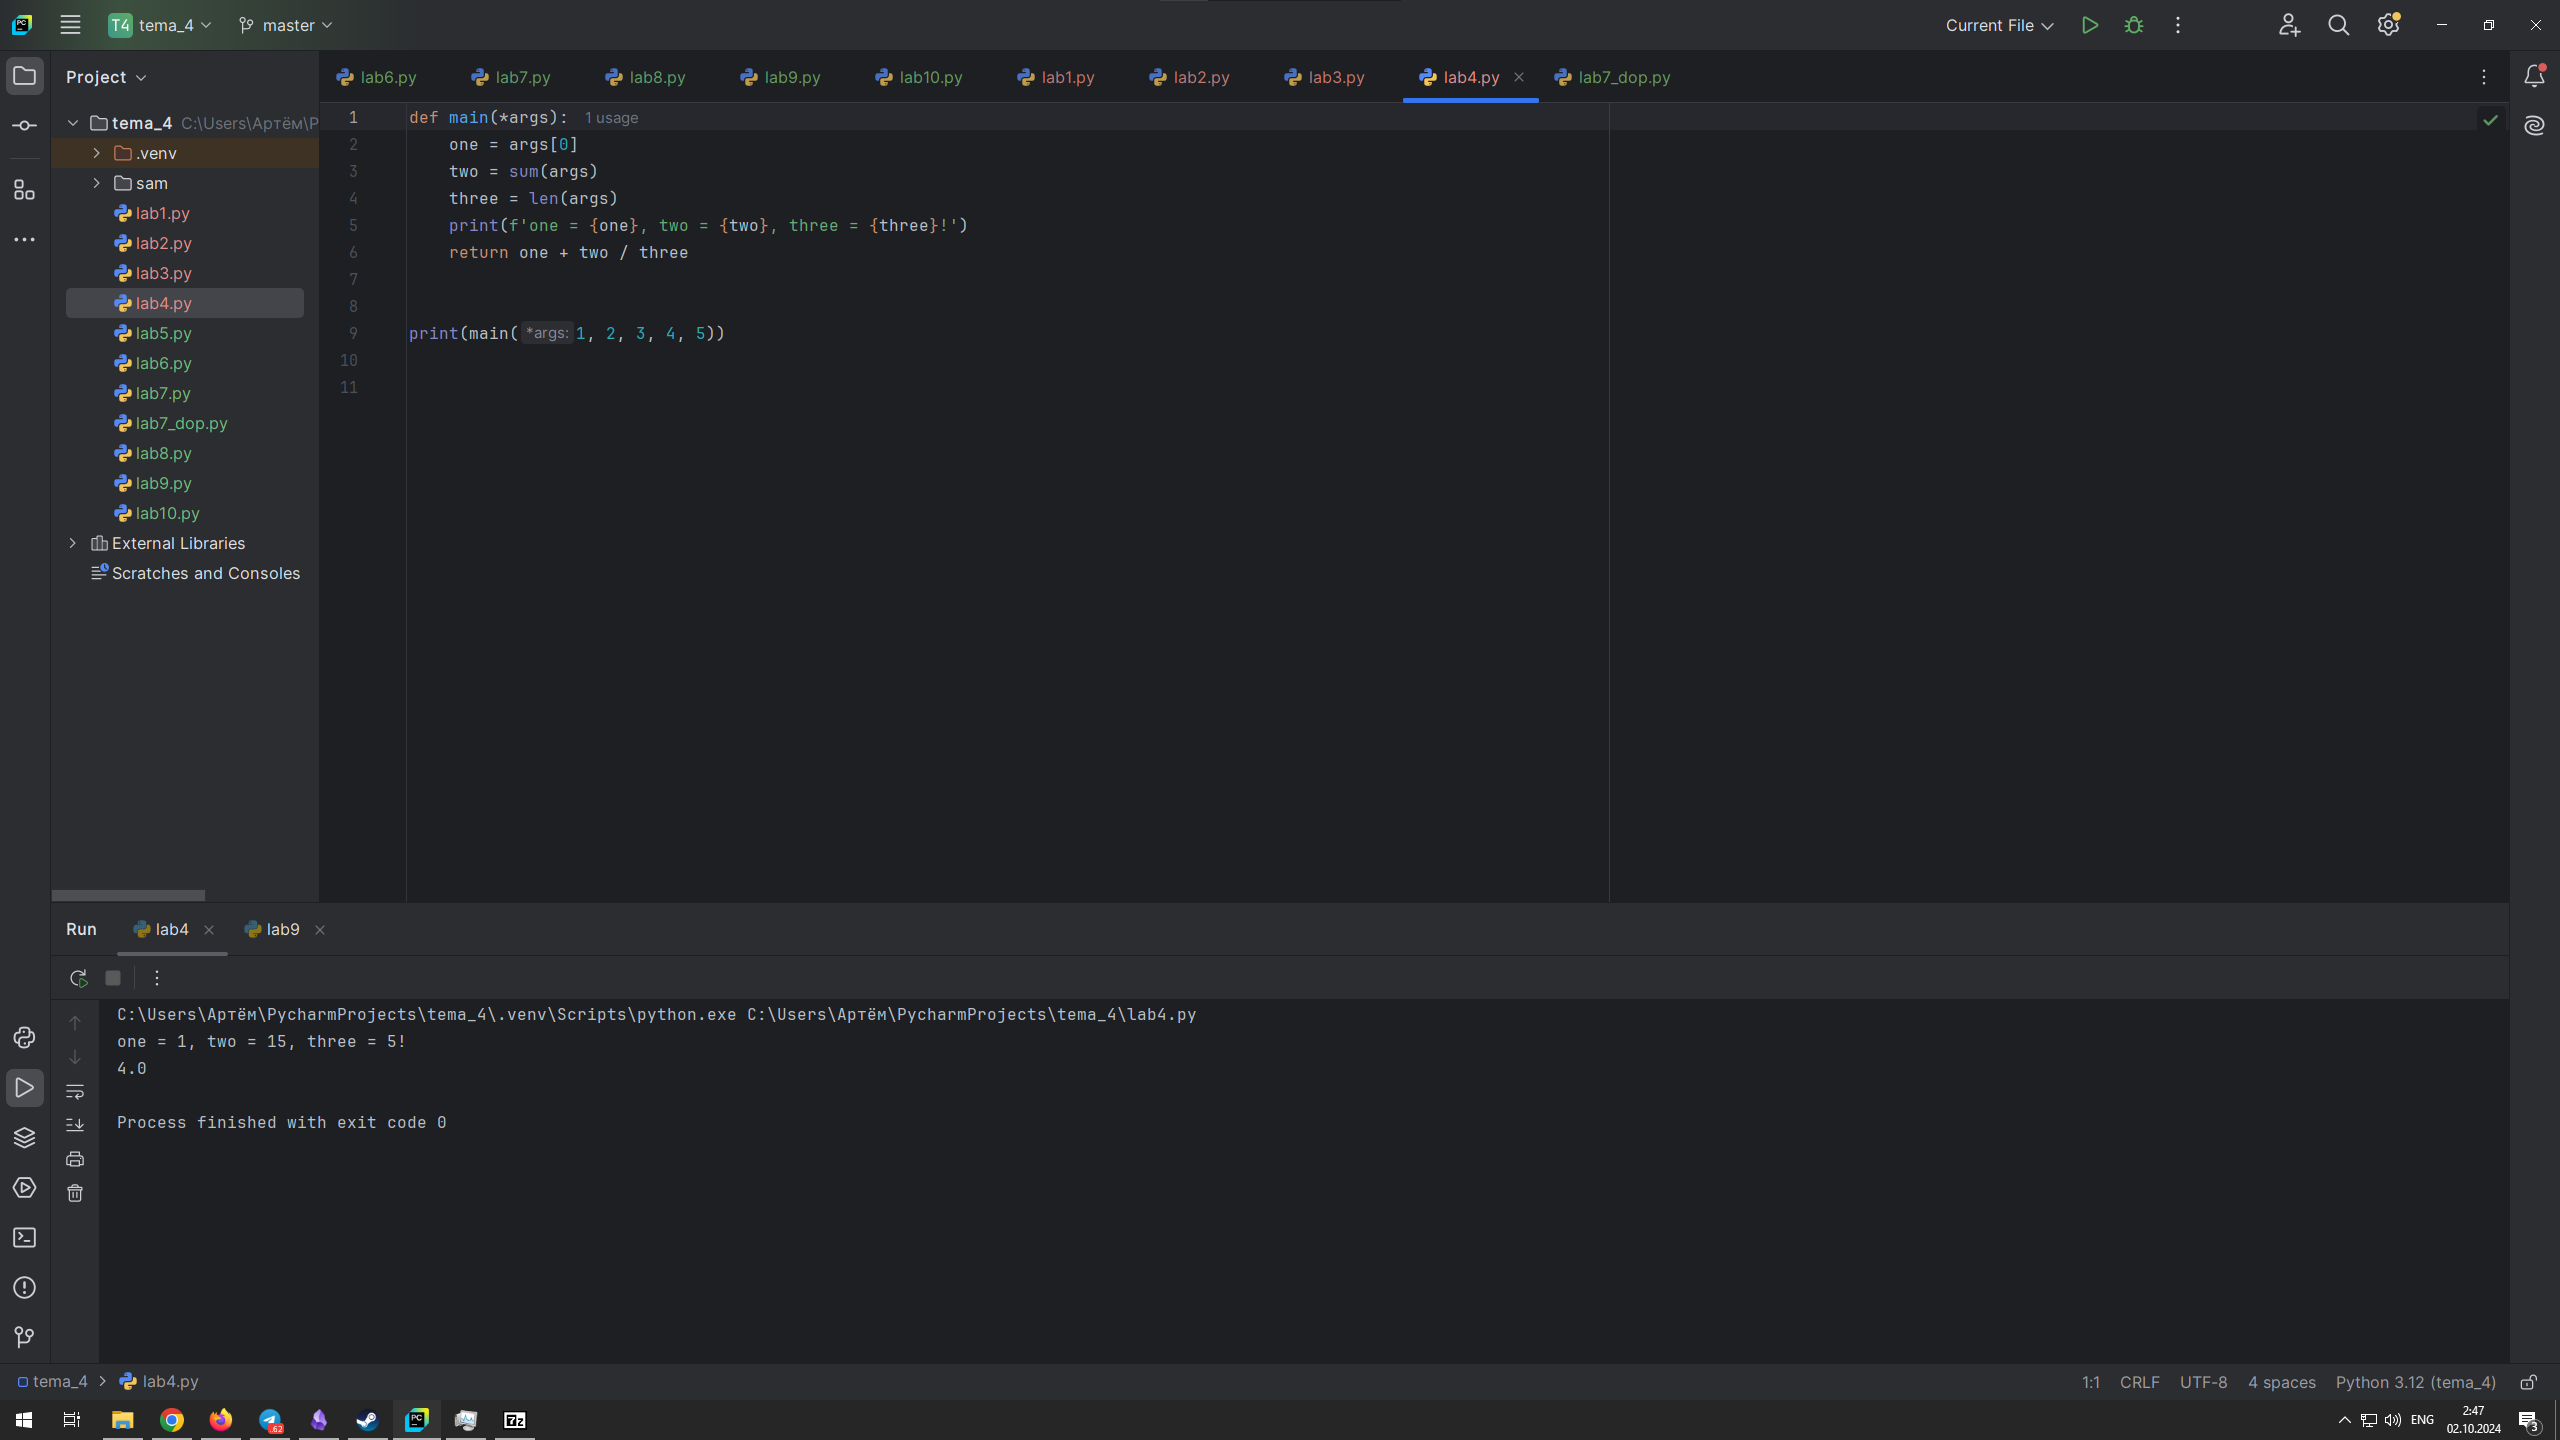 T4 tema_4 master Current File
Project
lab6.py lab7.py lab8.py lab9.py lab10.py lab1.py lab2.py lab3.py lab4.py lab7_dop.py
tema_4 C:\Users\Артём\P
.venv
sam
lab1.py
lab2.py
lab3.py
lab4.py
lab5.py
lab6.py
lab7.py
lab7_dop.py
lab8.py
lab9.py
lab10.py
External Libraries
Scratches and Consoles
1 def main(*args): 1 usage
2 one = args[0]
3 two = sum(args)
4 three = len(args)
5 print(f'one = {one}, two = {two}, three = {three}!')
6 return one + two / three
7
8
9 print(main( *args: 1, 2, 3, 4, 5))
10
11
Run lab4 lab9
C:\Users\Артём\PycharmProjects\tema_4\.venv\Scripts\python.exe C:\Users\Артём\PycharmProjects\tema_4\lab4.py
one = 1, two = 15, three = 5!
4.0
Process finished with exit code 0
tema_4 lab4.py 1:1 CRLF UTF-8 4 spaces Python 3.12 (tema_4)
PC .62 PC 7z ENG 2:47
02.10.2024 3